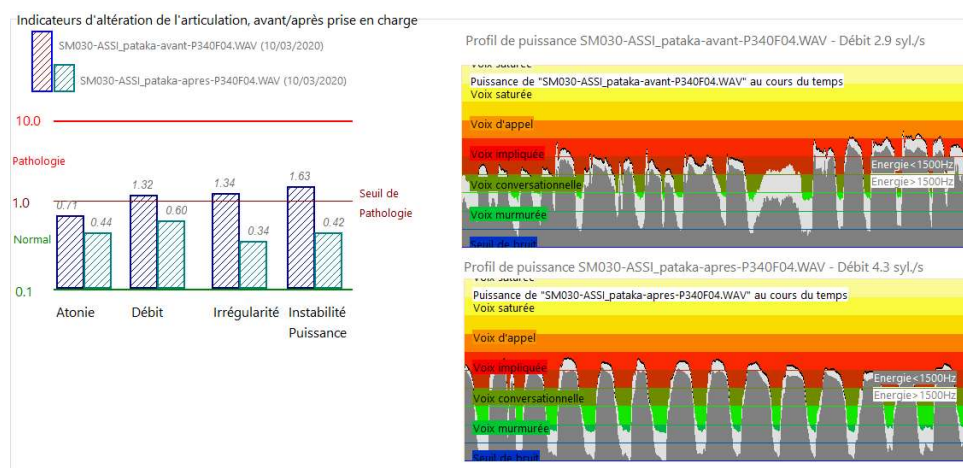 Indicateurs d'altération de l'articulation, avant/après prise en charge
SM030-ASSI_pataka-avant-P340F04.WAV (10/03/2020)
SM030-ASSI_pataka-apres-P340F04.WAV (10/03/2020)
10.0
Pathologie
1.0
Normal
0.1
0.71
0.44
1.32
0.60
1.34
0.34
1.63
0.42
Seuil de
Pathologie
Atonie
Débit
Irrégularité
Instabilité
Puissance
Profil de puissance SM030-ASSI_pataka-avant-P340F04.WAV - Débit 2.9 syl./s
Voix saturée
Puissance de "SM030-ASSI_pataka-avant-P340F04.WAV" au cours du temps
Voix saturée
Voix d'appel
Voix impliquée
Energie<1500Hz
Voix conversationnelle
Energie>1500Hz
Voix murmurée
Seuil de bruit
Profil de puissance SM030-ASSI_pataka-apres-P340F04.WAV - Débit 4.3 syl./s
Voix saturée
Puissance de "SM030-ASSI_pataka-apres-P340F04.WAV" au cours du temps
Voix saturée
Voix d'appel
Voix impliquée
Energie<1500Hz
Voix conversationnelle
Energie>1500Hz
Voix murmurée
Seuil de bruit